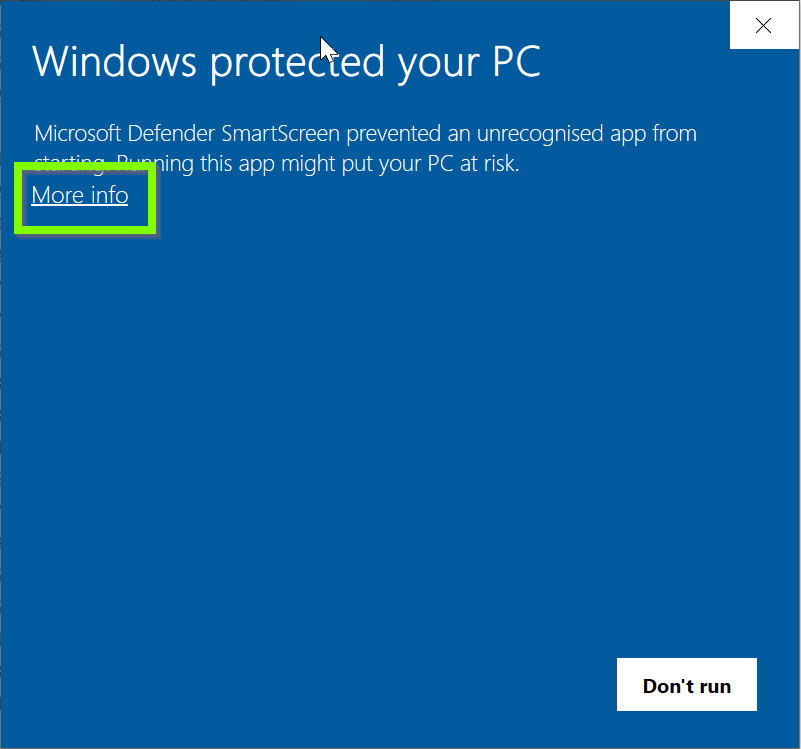 Windows protected your PC
Microsoft Defender SmartScreen prevented an unrecognised app from
starting. Running this app might put your PC at risk.
More info
Don't run